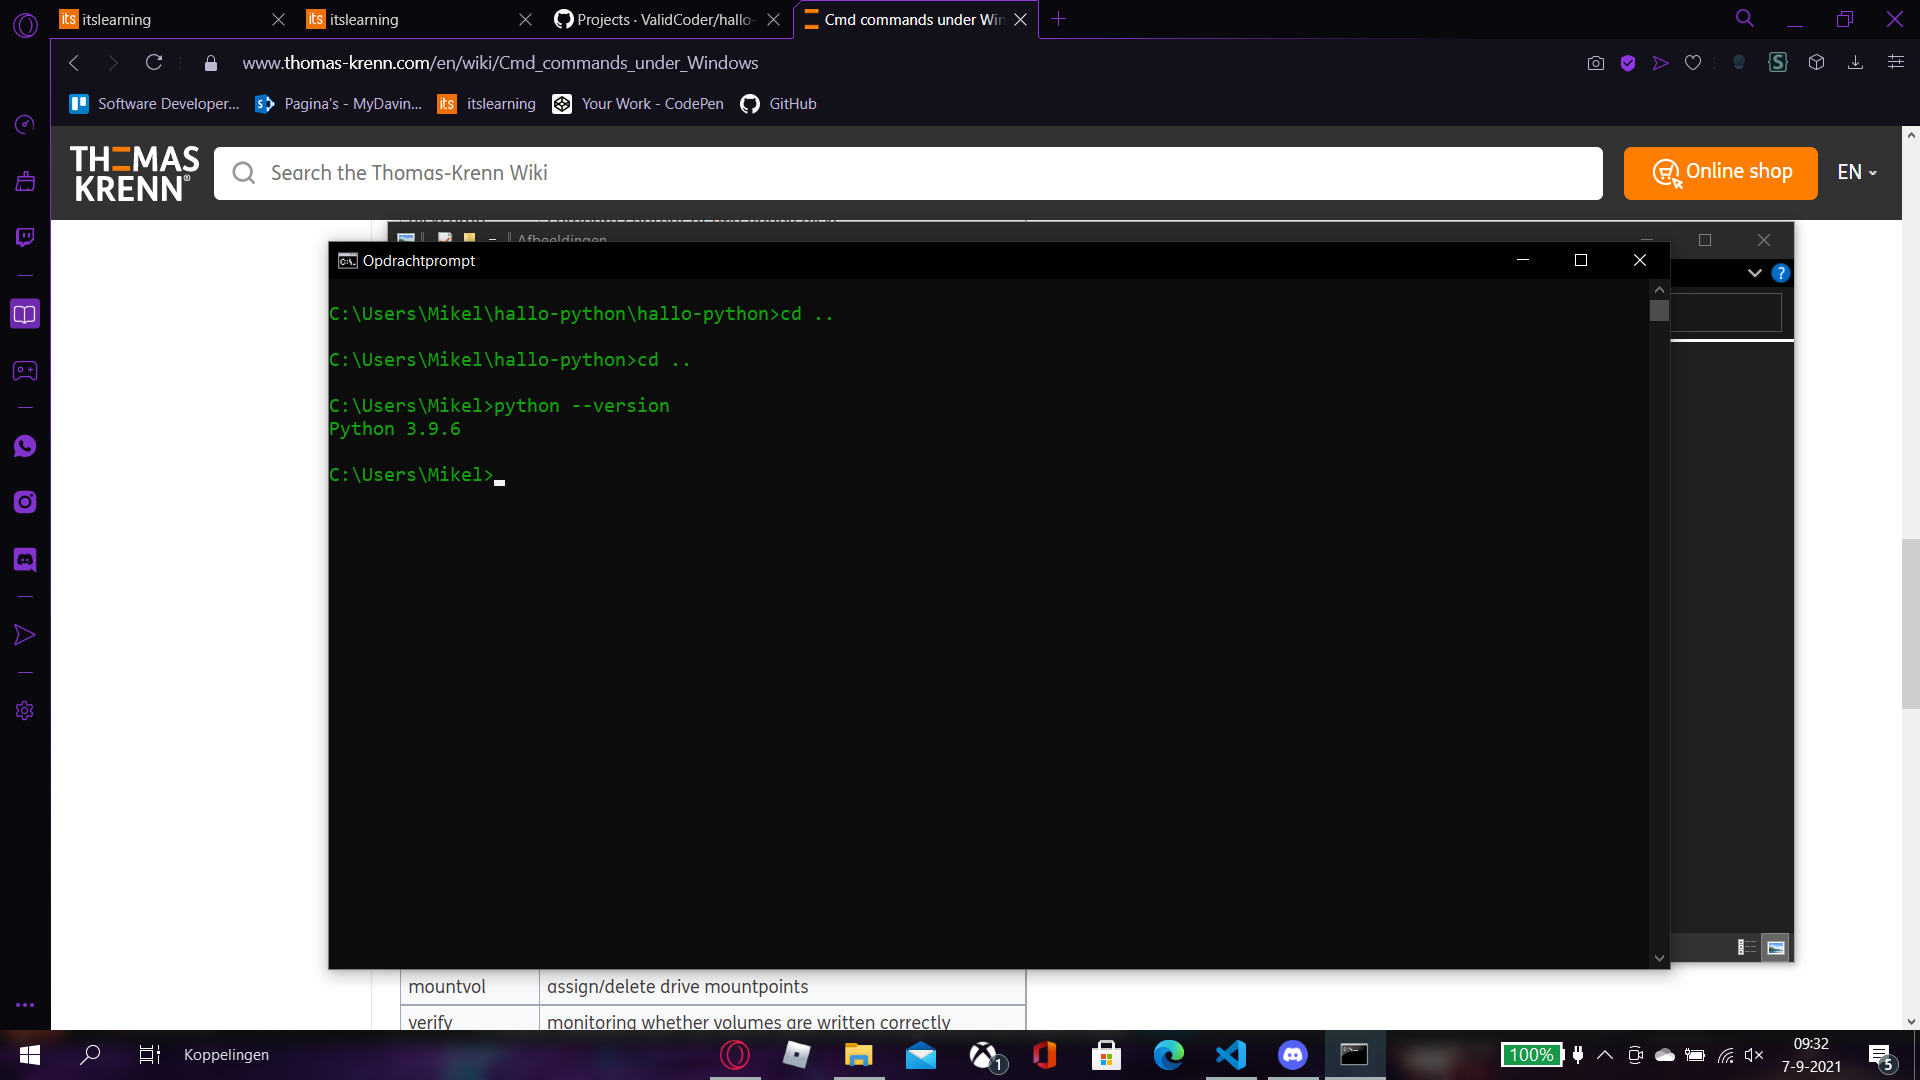 itslearning
itslearning
Projects · ValidCoder/hallo-
Cmd commands under Win
www.thomas-krenn.com/en/wiki/Cmd_commands_under_Windows
Software Developer...
Pagina's - MyDavin...
itslearning
Your Work - CodePen
GitHub
THOMAS
KRENN®
Search the Thomas-Krenn Wiki
Online shop
EN
Afbeeldingen
Opdrachtprompt
C:\Users\Mikel\hallo-python\hallo-python>cd ..
C:\Users\Mikel\hallo-python>cd ..
C:\Users\Mikel>python --version
Python 3.9.6
C:\Users\Mikel>
mountvol assign/delete drive mountpoints
verify monitoring whether volumes are written correctly
Koppelingen
1
100%
09:32
7-9-2021
5